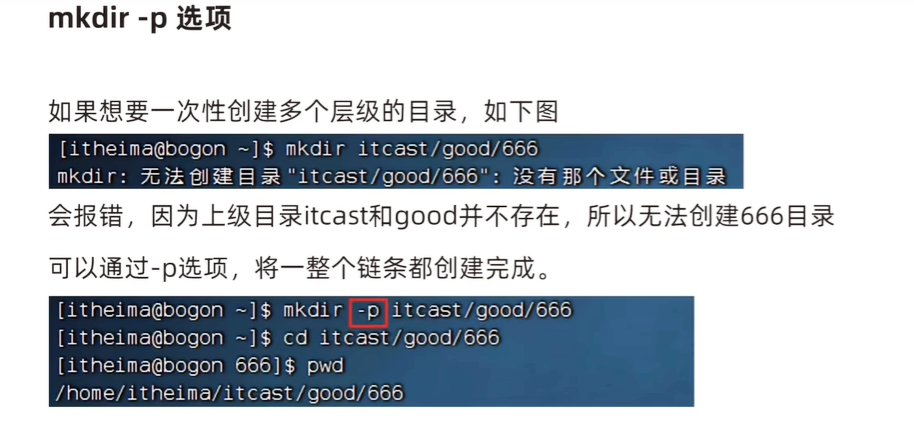 mkdir -p 选项
如果想要一次性创建多个层级的目录，如下图
[itheima@bogon ~]$ mkdir itcast/good/666
mkdir: 无法创建目录"itcast/good/666": 没有那个文件或目录
会报错，因为上级目录itcast和good并不存在，所以无法创建666目录
可以通过-p选项，将一整个链条都创建完成。
[itheima@bogon ~]$ mkdir -p itcast/good/666
[itheima@bogon ~]$ cd itcast/good/666
[itheima@bogon 666]$ pwd
/home/itheima/itcast/good/666